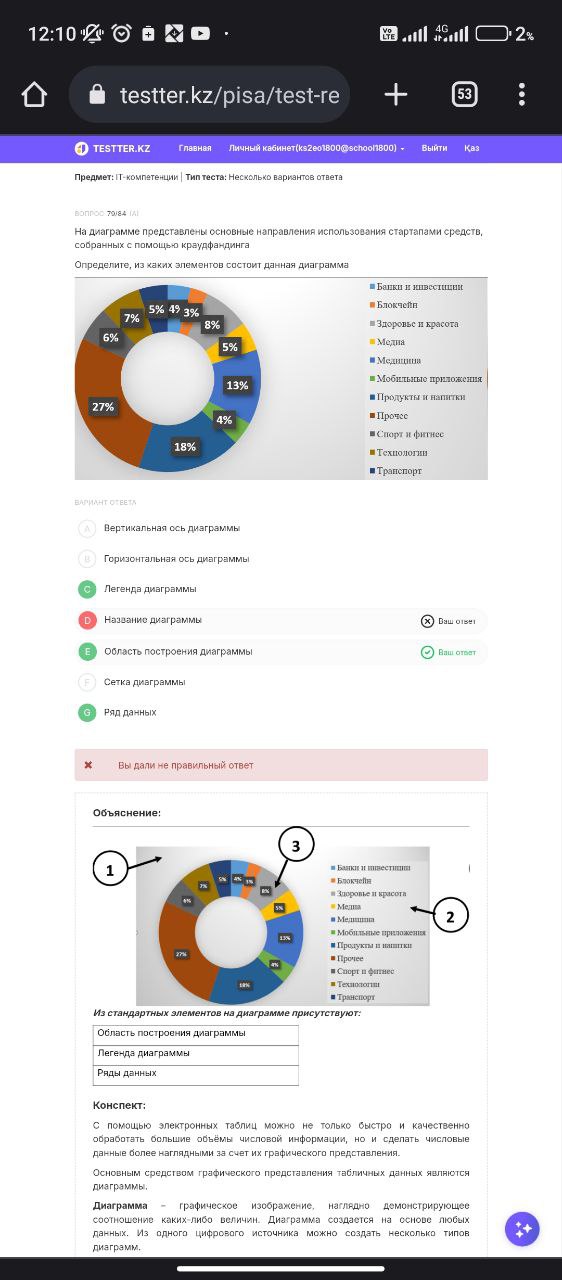 12:10
Vo LTE 4G 2%
testter.kz/pisa/test-re
53
TESTTER.KZ Главная Личный кабинет(ks2eo1800@school1800) Выйти Қаз
Предмет: IT-компетенции | Тип теста: Несколько вариантов ответа
ВОПРОС 79/84 (A)
На диаграмме представлены основные направления использования стартапами средств,
собранных с помощью краудфандинга
Определите, из каких элементов состоит данная диаграмма
4%
3%
8%
5%
13%
4%
18%
27%
6%
7%
5%
Банки и инвестиции
Блокчейн
Здоровье и красота
Медиа
Медицина
Мобильные приложения
Продукты и напитки
Прочее
Спорт и фитнес
Технологии
Транспорт
ВАРИАНТ ОТВЕТА
A Вертикальная ось диаграммы
B Горизонтальная ось диаграммы
C Легенда диаграммы
D Название диаграммы Ваш ответ
E Область построения диаграммы Ваш ответ
F Сетка диаграммы
G Ряд данных
Вы дали не правильный ответ
Объяснение:
1
3
2
4%
3%
8%
5%
13%
4%
18%
27%
6%
7%
5%
Банки и инвестиции
Блокчейн
Здоровье и красота
Медиа
Медицина
Мобильные приложения
Продукты и напитки
Прочее
Спорт и фитнес
Технологии
Транспорт
Из стандартных элементов на диаграмме присутствуют:
Область построения диаграммы
Легенда диаграммы
Ряды данных
Конспект:
С помощью электронных таблиц можно не только быстро и качественно
обработать большие объёмы числовой информации, но и сделать числовые
данные более наглядными за счет их графического представления.
Основным средством графического представления табличных данных являются
диаграммы.
Диаграмма – графическое изображение, наглядно демонстрирующее
соотношение каких-либо величин. Диаграмма создается на основе любых
данных. Из одного цифрового источника можно создать несколько типов
диаграмм.